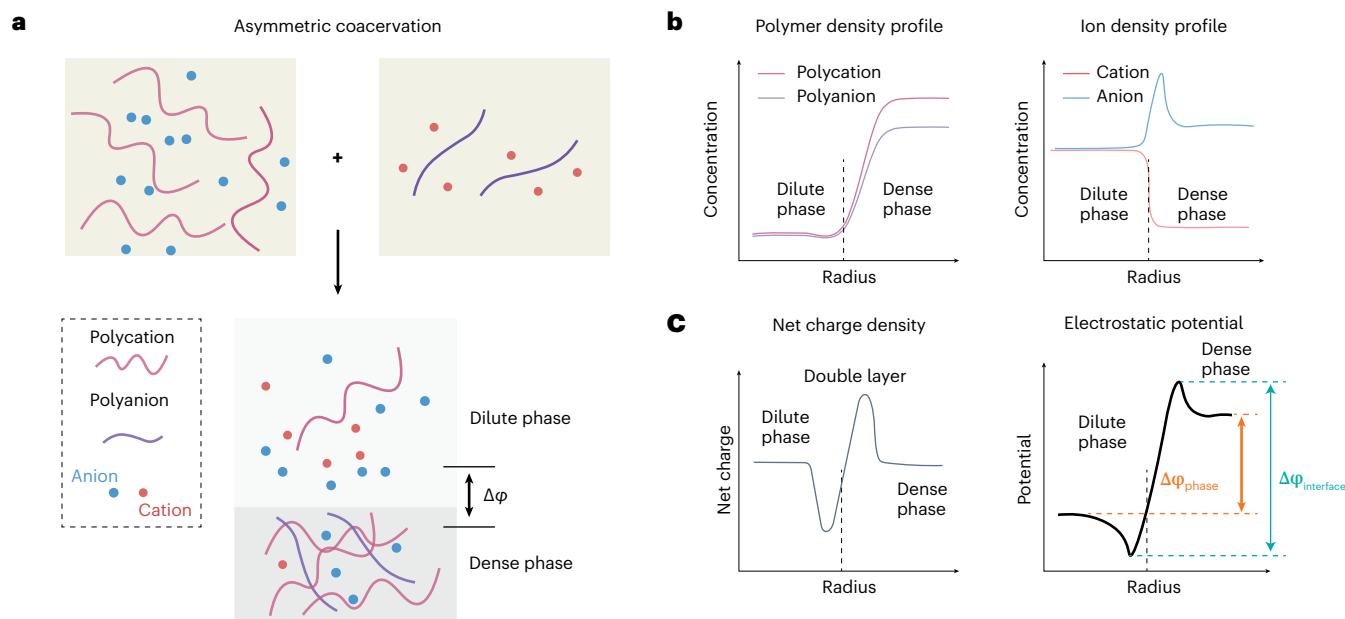 a
Asymmetric coacervation
+
Polycation
Polyanion
Anion
Cation
Dilute phase
Δφ
Dense phase
b
Polymer density profile
Polycation
Polyanion
Concentration
Dilute
phase
Dense
phase
Radius
Ion density profile
Cation
Anion
Concentration
Dilute
phase
Dense
phase
Radius
c
Net charge density
Double layer
Net charge
Dilute
phase
Dense
phase
Radius
Electrostatic potential
Dense
phase
Dilute
phase
Potential
Δφphase
Δφinterface
Radius